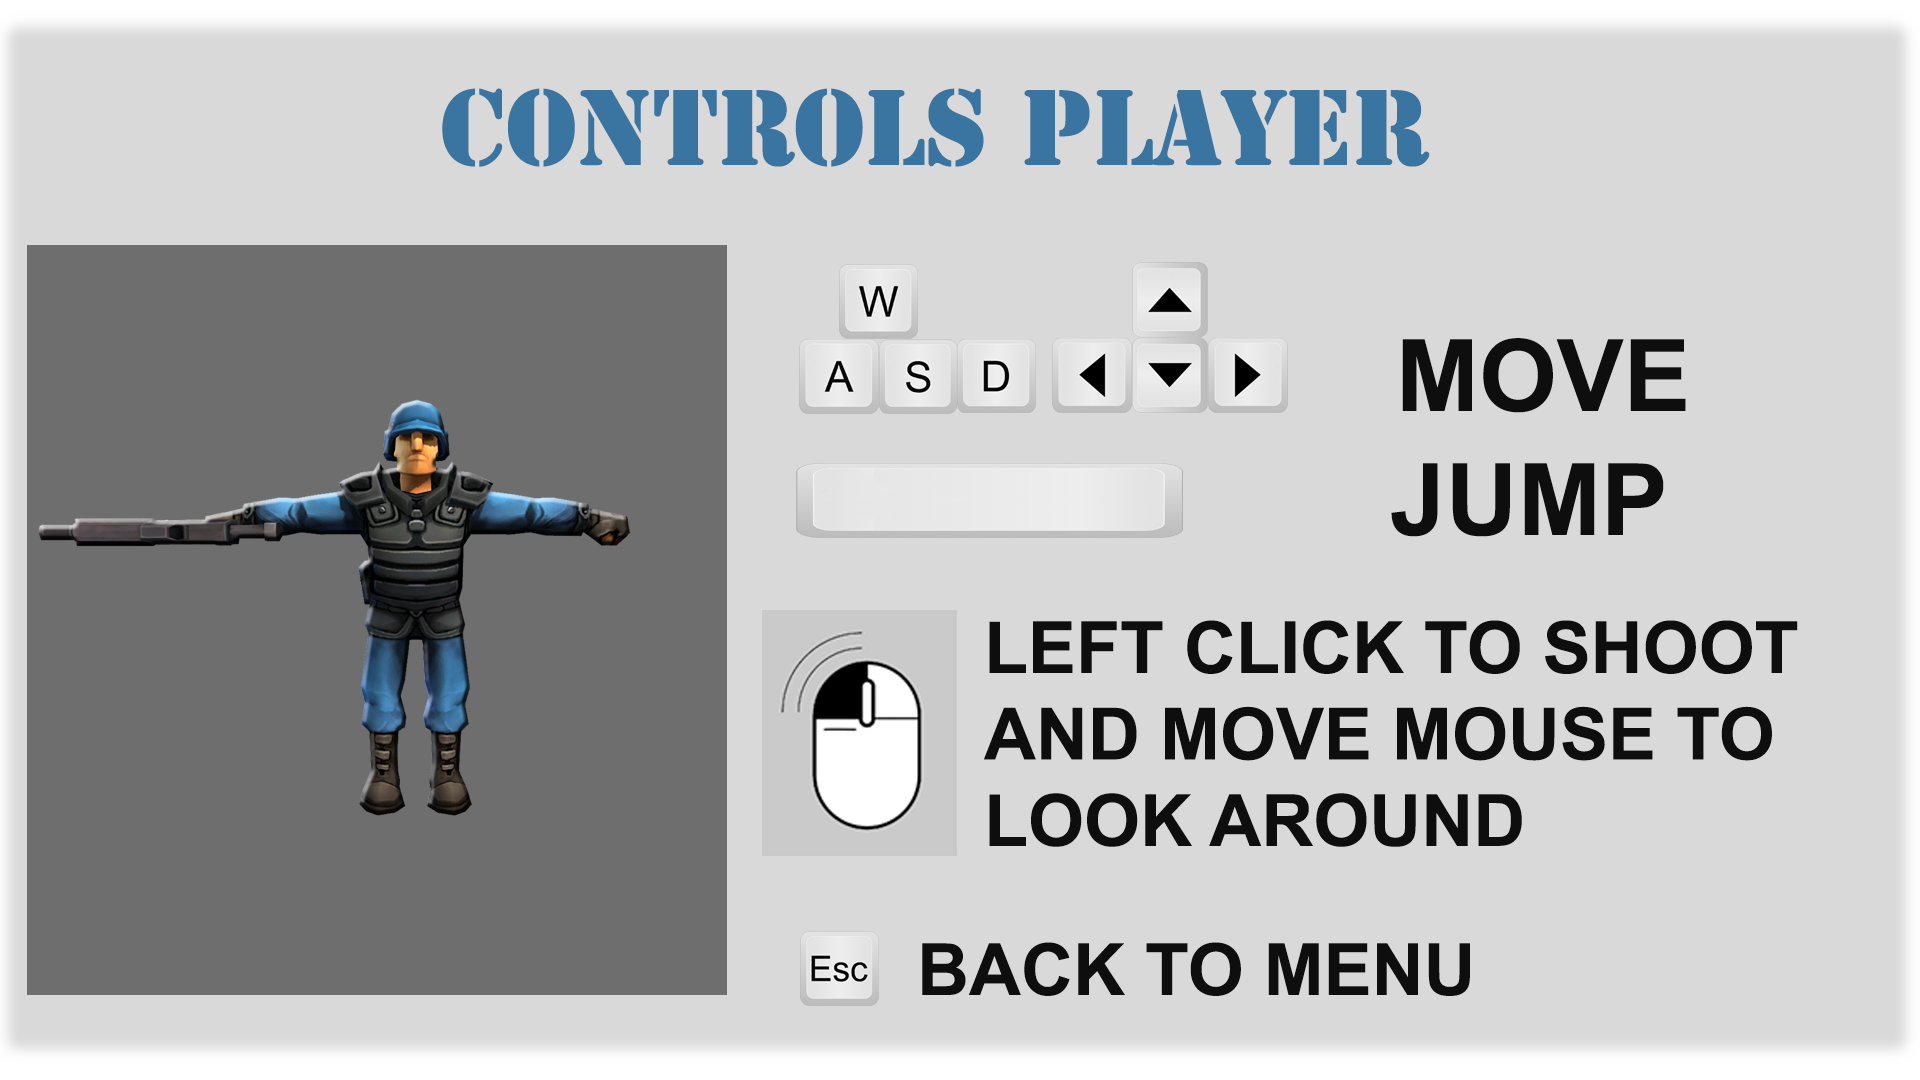 CONTROLS PLAYER
W
A S D
MOVE
JUMP
LEFT CLICK TO SHOOT
AND MOVE MOUSE TO
LOOK AROUND
Esc BACK TO MENU